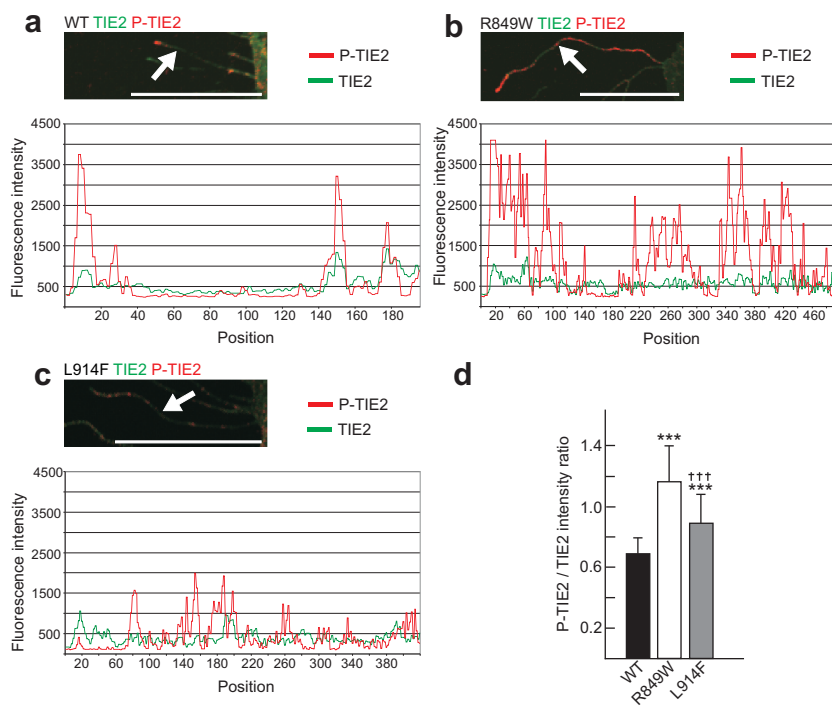 a
WT TIE2 P-TIE2
P-TIE2
TIE2
4500
3500
2500
1500
500
Fluorescence intensity
20 40 60 80 100 120 140 160 180
Position
b
R849W TIE2 P-TIE2
P-TIE2
TIE2
4500
3500
2500
1500
500
Fluorescence intensity
20 60 100 140 180 220 260 300 340 380 420 460
Position
c
L914F TIE2 P-TIE2
P-TIE2
TIE2
4500
3500
2500
1500
500
Fluorescence intensity
20 60 100 140 180 220 260 300 340 380
Position
d
P-TIE2 / TIE2 intensity ratio
1.4
1.0
0.6
0.2
***
†††
***
WT
R849W
L914F